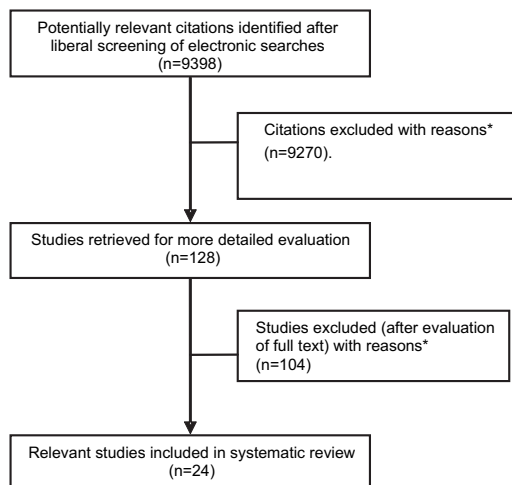 Potentially relevant citations identified after
liberal screening of electronic searches
(n=9398)
Citations excluded with reasons*
(n=9270).
Studies retrieved for more detailed evaluation
(n=128)
Studies excluded (after evaluation
of full text) with reasons*
(n=104)
Relevant studies included in systematic review
(n=24)